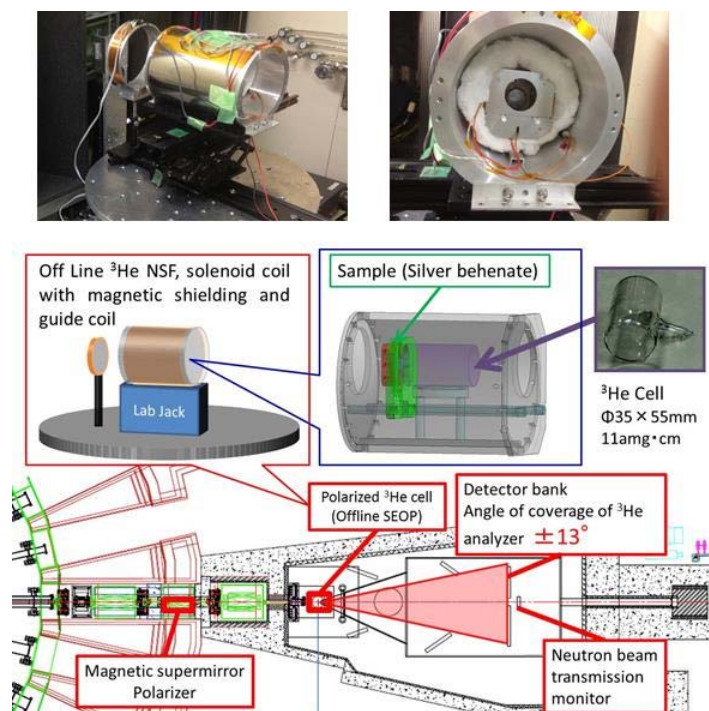 Off Line ³He NSF, solenoid coil
with magnetic shielding and
guide coil
Lab Jack
Sample (Silver behenate)
³He Cell
Φ35×55mm
11amg・cm
Polarized ³He cell
(Offline SEOP)
Detector bank
Angle of coverage of ³He
analyzer ±13°
Magnetic supermirror
Polarizer
Neutron beam
transmission
monitor